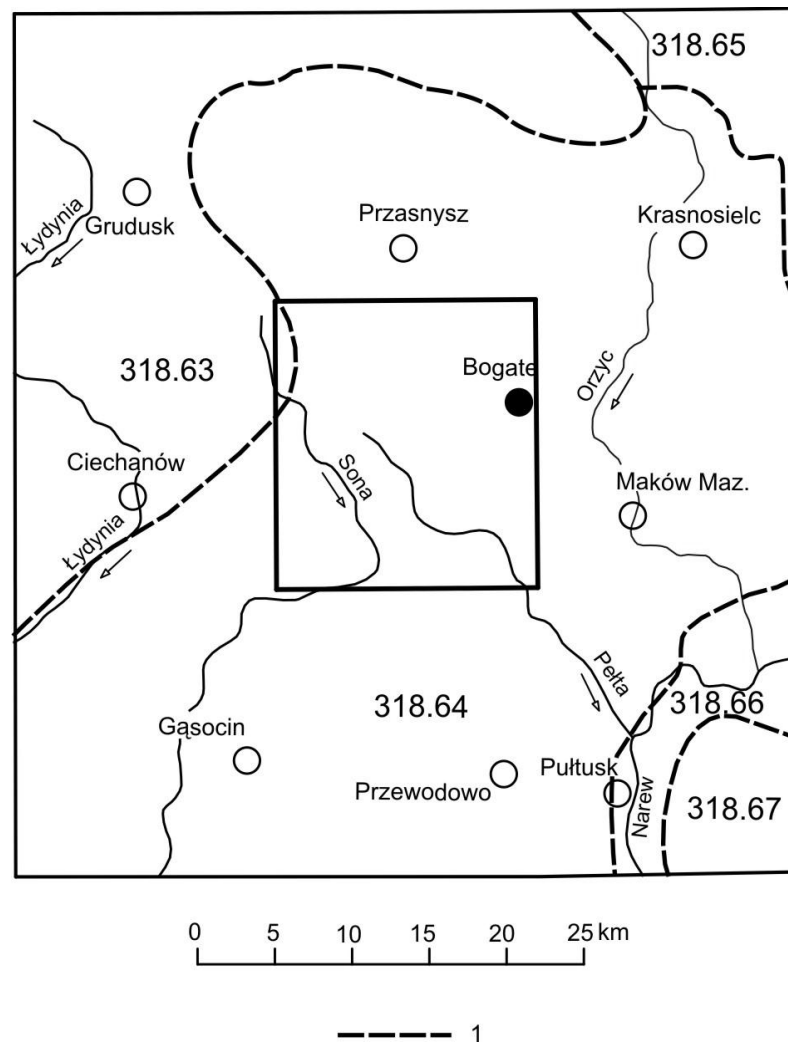 318.65
Przasnysz
Krasnosielc
Łydynia
Grudusk
318.63
Bogate
Orzyc
Ciechanów
Sona
Maków Maz.
Łydynia
Pełta
318.64
318.66
Gąsocin
Pułtusk
Przewodowo
Narew
318.67
0 5 10 15 20 25 km
1